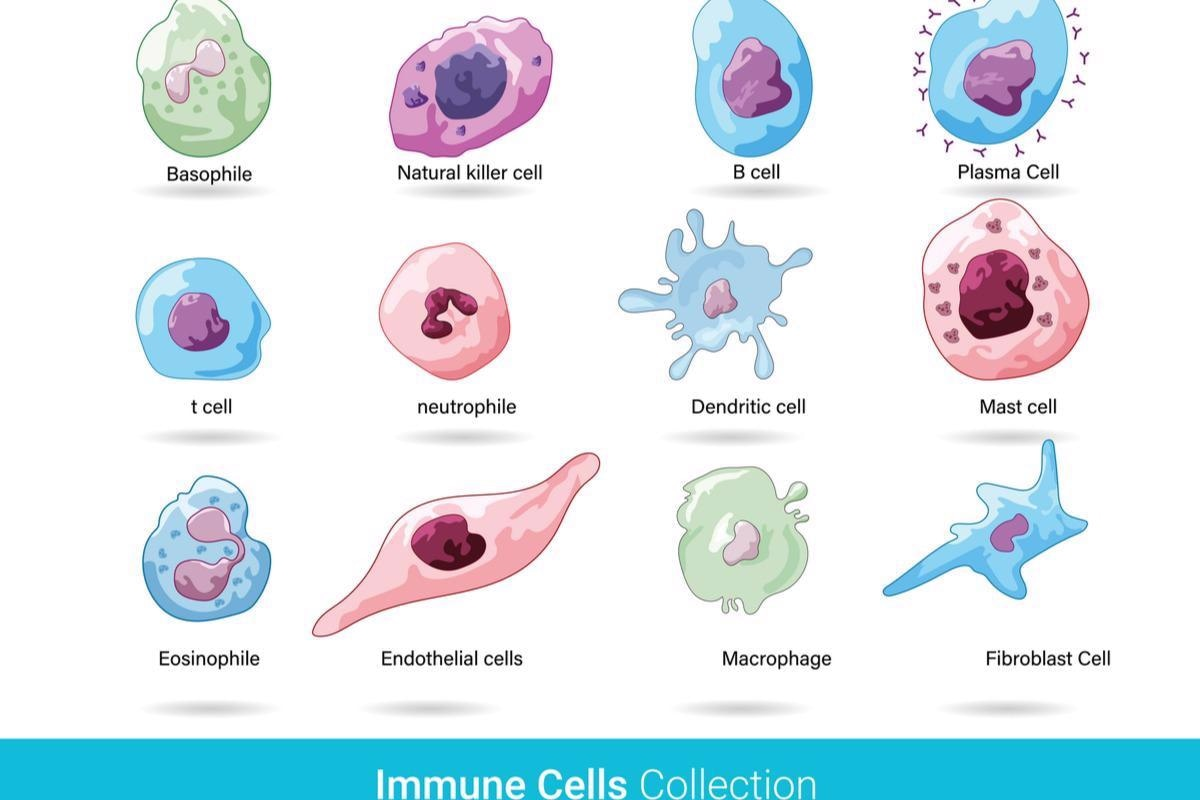 Basophile
Natural killer cell
B cell
Plasma Cell
t cell
neutrophile
Dendritic cell
Mast cell
Eosinophile
Endothelial cells
Macrophage
Fibroblast Cell
Immune Cells Collection